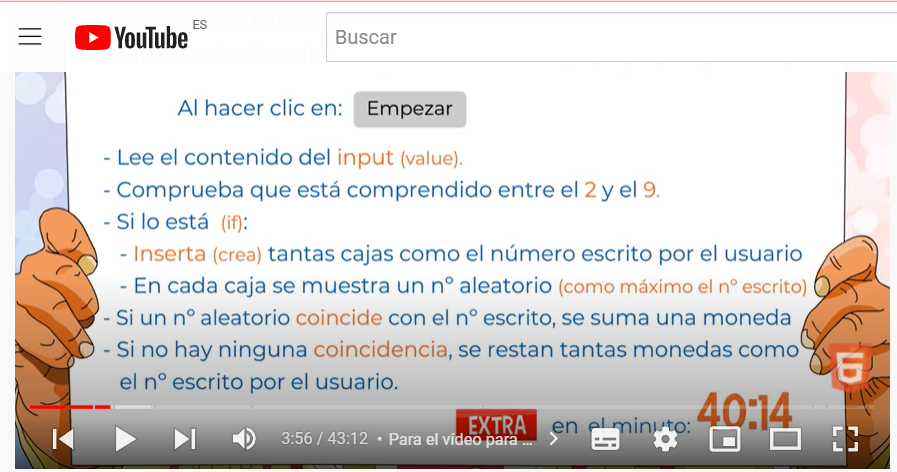 YouTube ES
Buscar
Al hacer clic en: Empezar
- Lee el contenido del input (value).
- Comprueba que está comprendido entre el 2 y el 9.
- Si lo está (if):
- Inserta (crea) tantas cajas como el número escrito por el usuario
- En cada caja se muestra un nº aleatorio (como máximo el nº escrito)
- Si un nº aleatorio coincide con el nº escrito, se suma una moneda
- Si no hay ninguna coincidencia, se restan tantas monedas como
el nº escrito por el usuario.
EXTRA en el minuto: 40:14
3:56 / 43:12 • Para el vídeo para ...